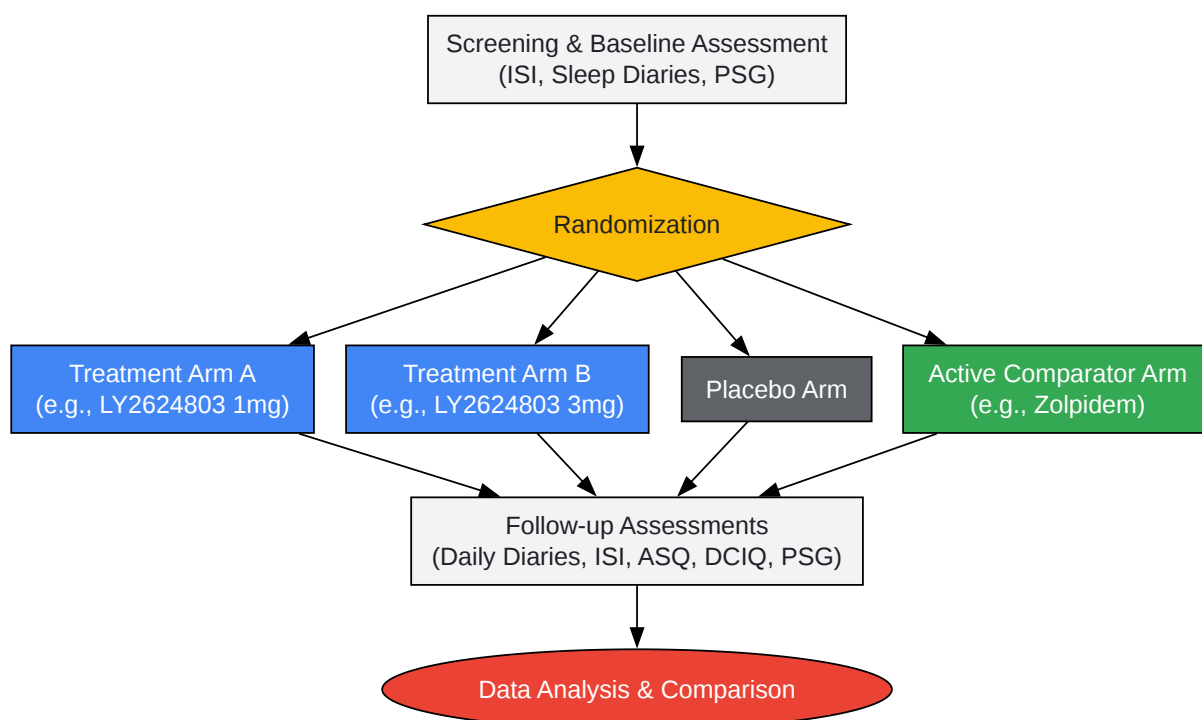 Screening & Baseline Assessment
(ISI, Sleep Diaries, PSG)
Randomization
Treatment Arm A
(e.g., LY2624803 1mg)
Treatment Arm B
(e.g., LY2624803 3mg)
Placebo Arm
Active Comparator Arm
(e.g., Zolpidem)
Follow-up Assessments
(Daily Diaries, ISI, ASQ, DCIQ, PSG)
Data Analysis & Comparison